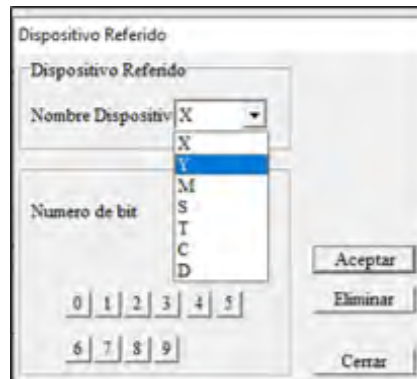 Dispositivo Referido
Dispositivo Referido
Nombre Dispositiv X
X
Y
M
S
T
C
D
Numero de bit
Aceptar
0 1 2 3 4 5
Eliminar
6 7 8 9
Cerrar